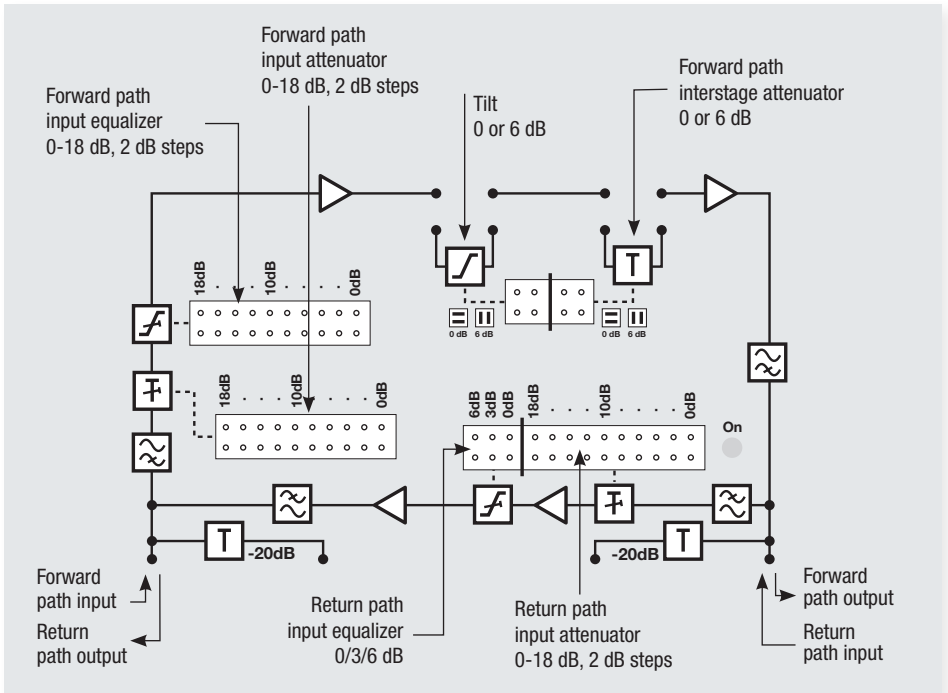 Forward path
input attenuator
0-18 dB, 2 dB steps
Forward path
interstage attenuator
0 or 6 dB
Forward path
input equalizer
0-18 dB, 2 dB steps
Tilt
0 or 6 dB
T
18dB . . . 10dB . . . . 0dB
0 dB 6 dB
0 dB 6 dB
T
18dB . . . 10dB . . . . 0dB
6dB 3dB 0dB 18dB . . . 10dB . . . . 0dB
On
T
T
-20dB
T
-20dB
Forward
path input
Return
path output
Return path
input equalizer
0/3/6 dB
Return path
input attenuator
0-18 dB, 2 dB steps
Forward
path output
Return
path input